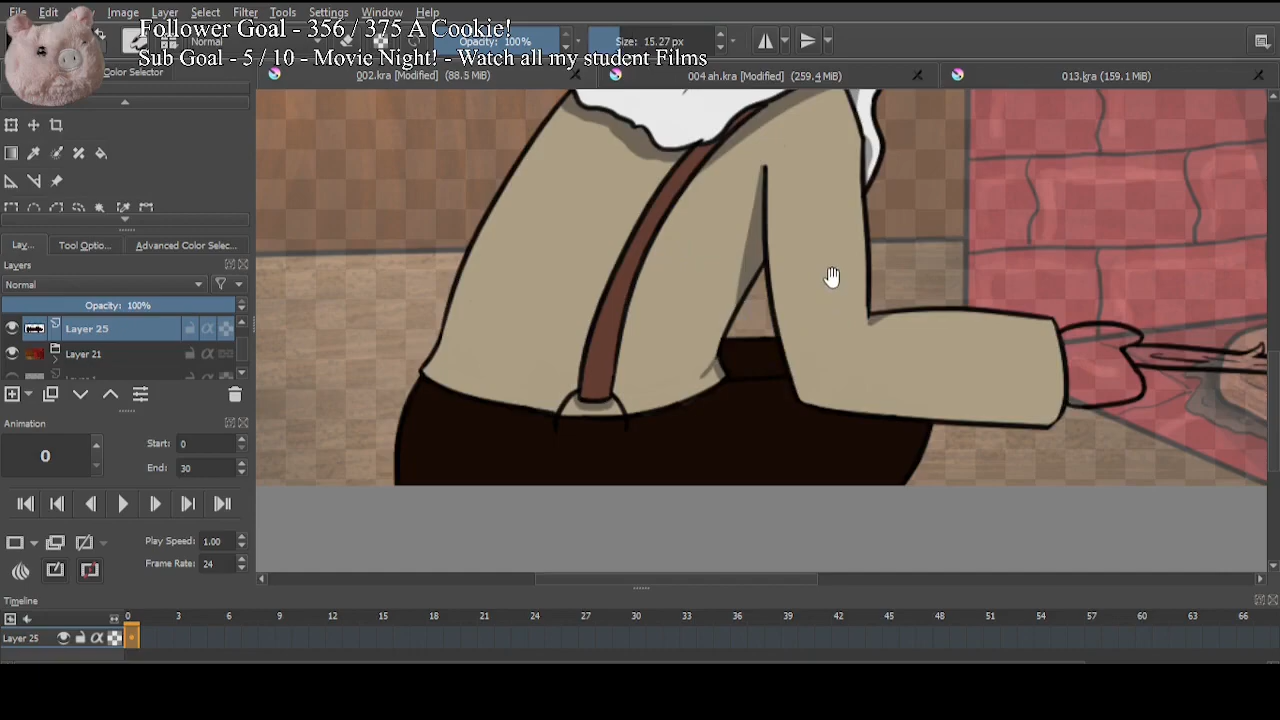 File Edit Image Layer Select Filter Tools Settings Window Help
Follower Goal - 356 / 375 A Cookie!
Normal
Opacity: 100%
Size: 15.27 px
Sub Goal - 5 / 10 - Movie Night! - Watch all my student Films
Color Selector
002.kra [Modified] (88.5 MiB)
004 ah.kra [Modified] (259.4 MiB)
013.kra (159.1 MiB)
Lay...
Tool Optio...
Advanced Color Selec...
Layers
Normal
Opacity: 100%
Layer 25
Layer 21
Animation
0
Start: 0
End: 30
Play Speed: 1.00
Frame Rate: 24
Timeline
0 3 6 9 12 15 18 21 24 27 30 33 36 39 42 45 48 51 54 57 60 63 66
Layer 25